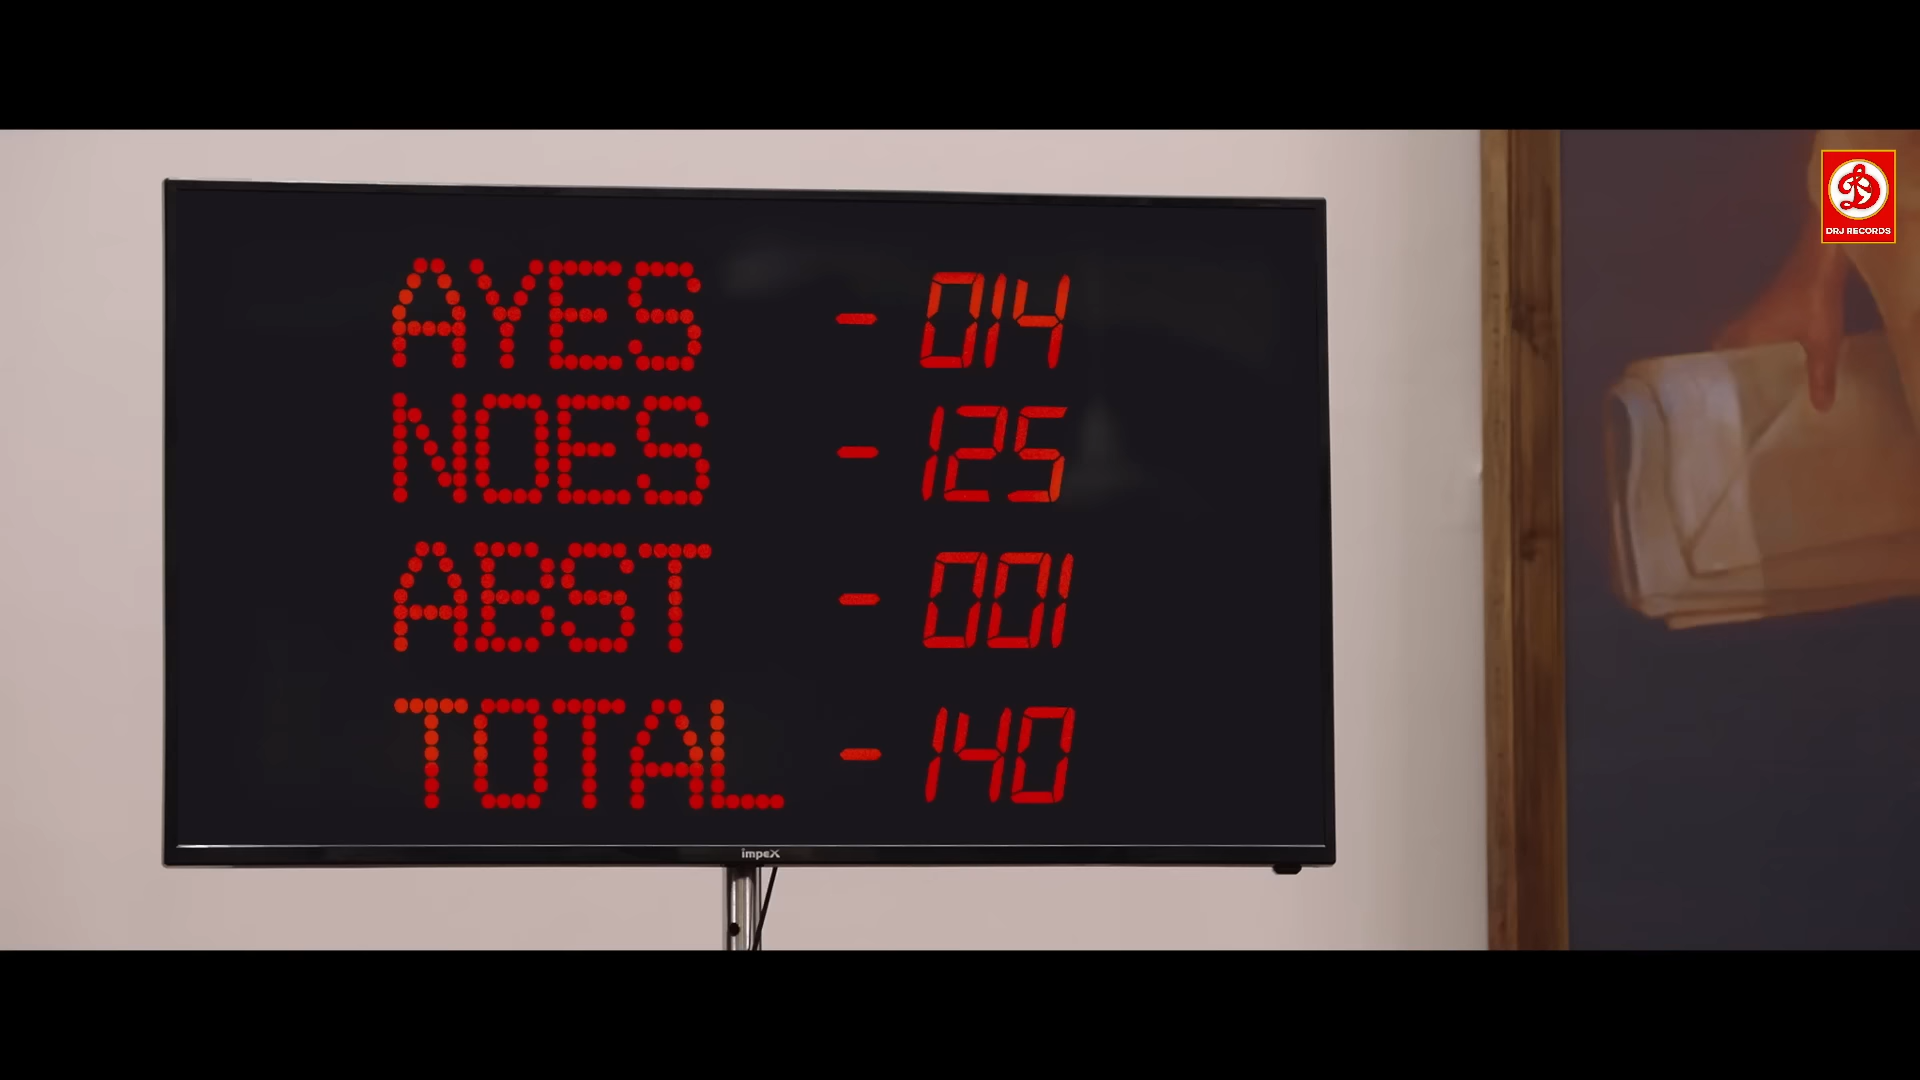 AYES - 014
NOES - 125
ABST - 001
TOTAL - 140
impex
DRJ RECORDS